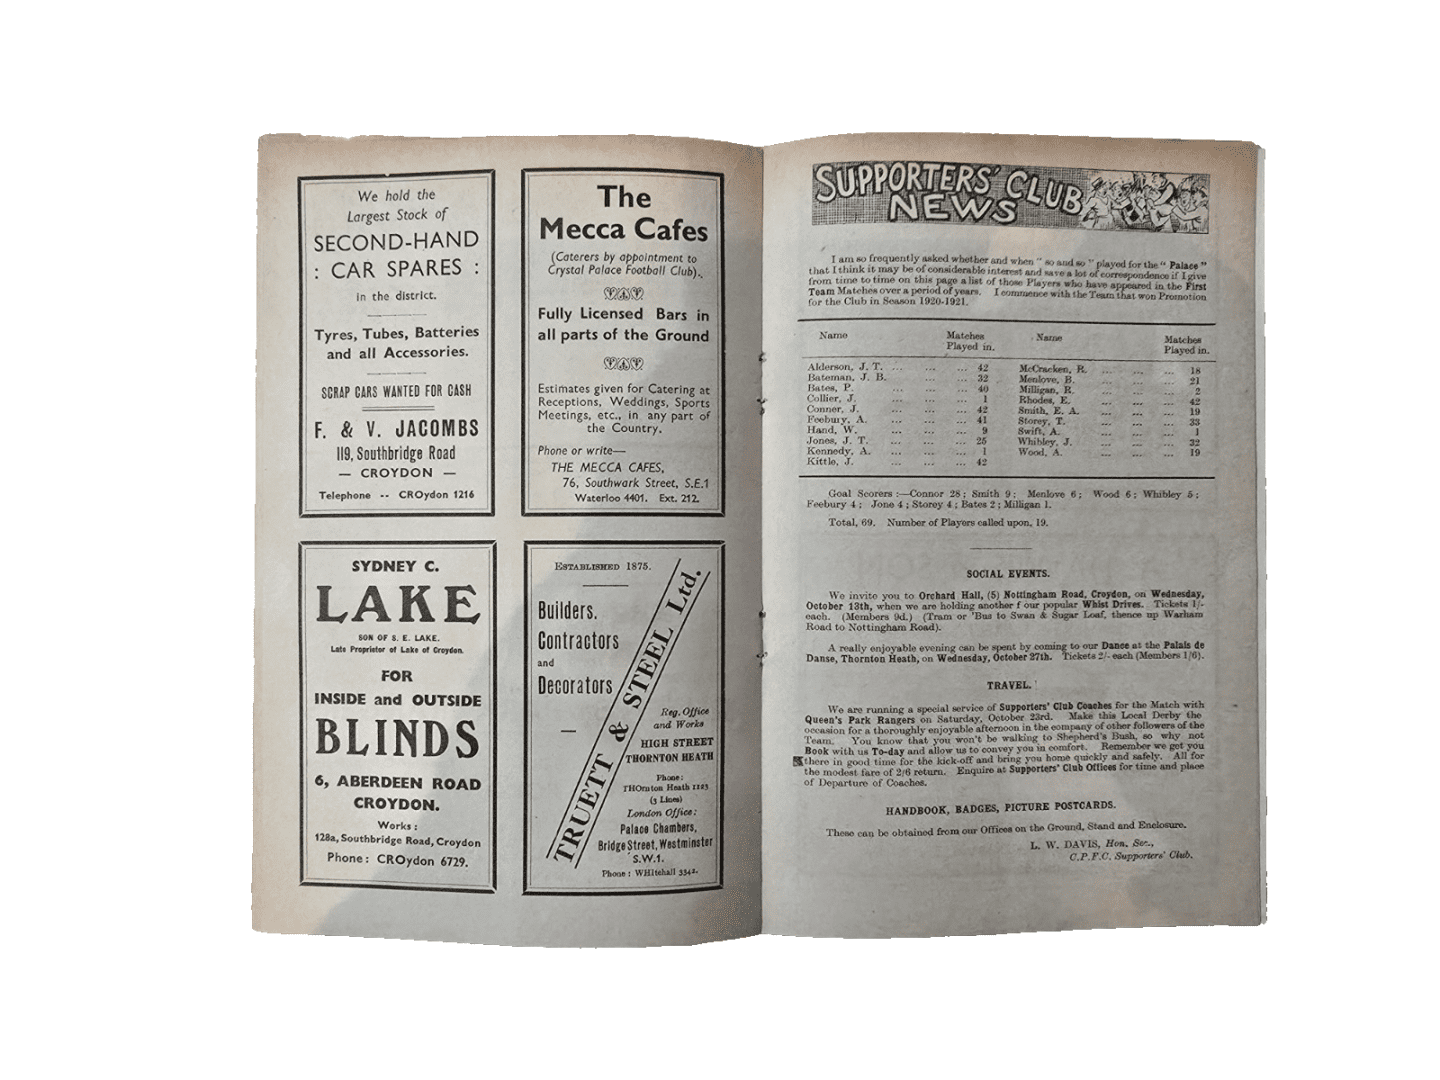 We hold the
Largest Stock of
SECOND-HAND
: CAR SPARES :
in the district.
Tyres, Tubes, Batteries
and all Accessories.
SCRAP CARS WANTED FOR CASH
F. & V. JACOMBS
119, Southbridge Road
— CROYDON —
Telephone -- CROydon 1216
The
Mecca Cafes
(Caterers by appointment to
Crystal Palace Football Club).
Fully Licensed Bars in
all parts of the Ground
Estimates given for Catering at
Receptions, Weddings, Sports
Meetings, etc., in any part of
the Country.
Phone or write—
THE MECCA CAFES,
76, Southwark Street, S.E.1
Waterloo 4401. Ext. 212.
SYDNEY C.
LAKE
SON OF S. E. LAKE.
Late Proprietor of Lake of Croydon.
FOR
INSIDE and OUTSIDE
BLINDS
6, ABERDEEN ROAD
CROYDON.
Works :
128a, Southbridge Road, Croydon
Phone : CROydon 6729.
ESTABLISHED 1875.
Builders.
Contractors
and
Decorators
TRUETT & STEEL Ltd.
Reg. Office
and Works
HIGH STREET
THORNTON HEATH
Phone :
THOrnton Heath 1123
(3 Lines)
London Office :
Palace Chambers,
Bridge Street, Westminster
S.W.1.
Phone : WHItehall 3342.
SUPPORTERS' CLUB
NEWS
I am so frequently asked whether and when " so and so " played for the " Palace "
that I think it may be of considerable interest and save a lot of correspondence if I give
from time to time on this page a list of those Players who have appeared in the First
Team Matches over a period of years. I commence with the Team that won Promotion
for the Club in Season 1920-1921.
Name Matches Name Matches
Played in. Played in.
Alderson, J. T. ... ... ... 42 McCracken, R. ... ... ... 18
Bateman, J. B. ... ... 32 Menlove, B. ... ... ... 21
Bates, P. ... ... ... 40 Milligan, R. ... ... ... 2
Collier, J. ... ... ... 1 Rhodes, E. ... ... ... 42
Conner, J. ... ... ... 42 Smith, E. A. ... ... ... 19
Feebury, A. ... ... ... 41 Storey, T. ... ... ... 33
Hand, W. ... ... ... 9 Swift, A. ... ... ... 1
Jones, J. T. ... ... ... 25 Whibley, J. ... ... ... 32
Kennedy, A. ... ... ... 1 Wood, A. ... ... ... 19
Kittle, J. ... ... ... 42
Goal Scorers :—Connor 28 ; Smith 9 ; Menlove 6 ; Wood 6 ; Whibley 5 ;
Feebury 4 ; Jone 4 ; Storey 4 ; Bates 2 ; Milligan 1.
Total, 69. Number of Players called upon, 19.
SOCIAL EVENTS.
We invite you to Orchard Hall, (5) Nottingham Road, Croydon, on Wednesday,
October 13th, when we are holding another f our popular Whist Drives. Tickets 1/-
each. (Members 9d.) (Tram or 'Bus to Swan & Sugar Loaf, thence up Warham
Road to Nottingham Road).
A really enjoyable evening can be spent by coming to our Dance at the Palais de
Danse, Thornton Heath, on Wednesday, October 27th. Tickets 2/- each (Members 1/6).
TRAVEL.
We are running a special service of Supporters' Club Coaches for the Match with
Queen's Park Rangers on Saturday, October 23rd. Make this Local Derby the
occasion for a thoroughly enjoyable afternoon in the company of other followers of the
Team. You know that you won't be walking to Shepherd's Bush, so why not
Book with us To-day and allow us to convey you in comfort. Remember we get you
there in good time for the kick-off and bring you home quickly and safely. All for
the modest fare of 2/6 return. Enquire at Supporters' Club Offices for time and place
of Departure of Coaches.
HANDBOOK, BADGES, PICTURE POSTCARDS.
These can be obtained from our Offices on the Ground, Stand and Enclosure.
L. W. DAVIS, Hon. Sec.,
C.P.F.C. Supporters' Club.